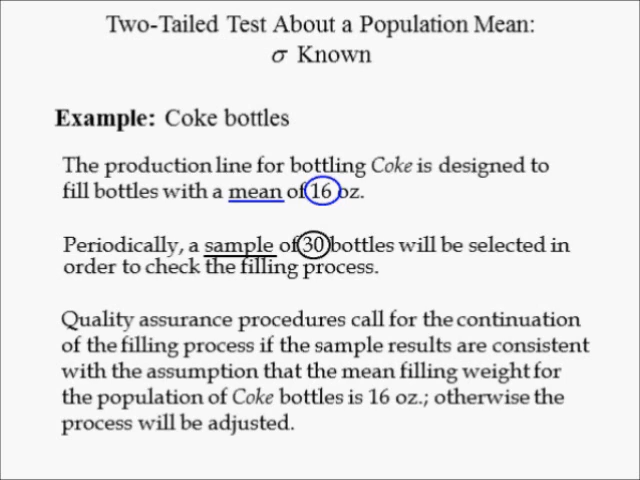 Two-Tailed Test About a Population Mean:
σ Known
Example: Coke bottles
The production line for bottling Coke is designed to
fill bottles with a mean of 16 oz.
Periodically, a sample of 30 bottles will be selected in
order to check the filling process.
Quality assurance procedures call for the continuation
of the filling process if the sample results are consistent
with the assumption that the mean filling weight for
the population of Coke bottles is 16 oz.; otherwise the
process will be adjusted.